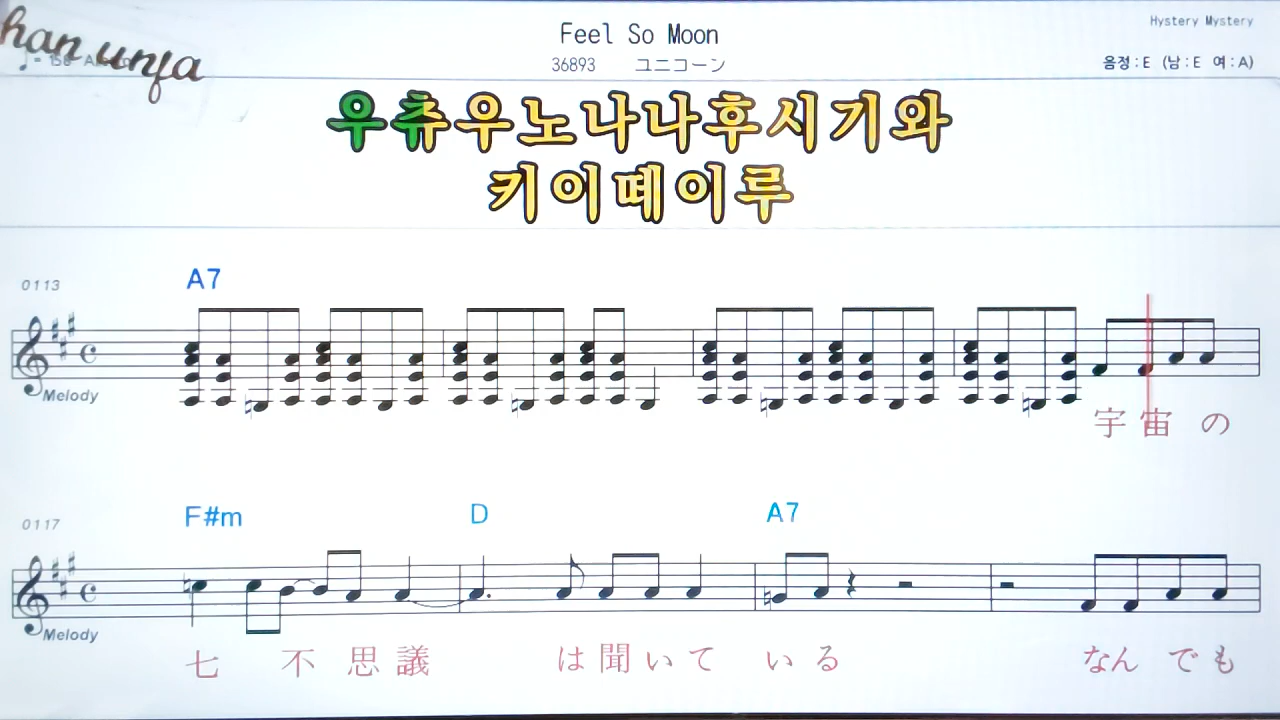 Hystery Mystery
han unja
Feel So Moon
36893 ユニコーン
음정:E (남:E 여:A)
우츄우노나나후시기와
키이떼이루
0113
A7
Melody
宇宙の
0117
F#m D A7
Melody
七不思議は聞いている なんでも